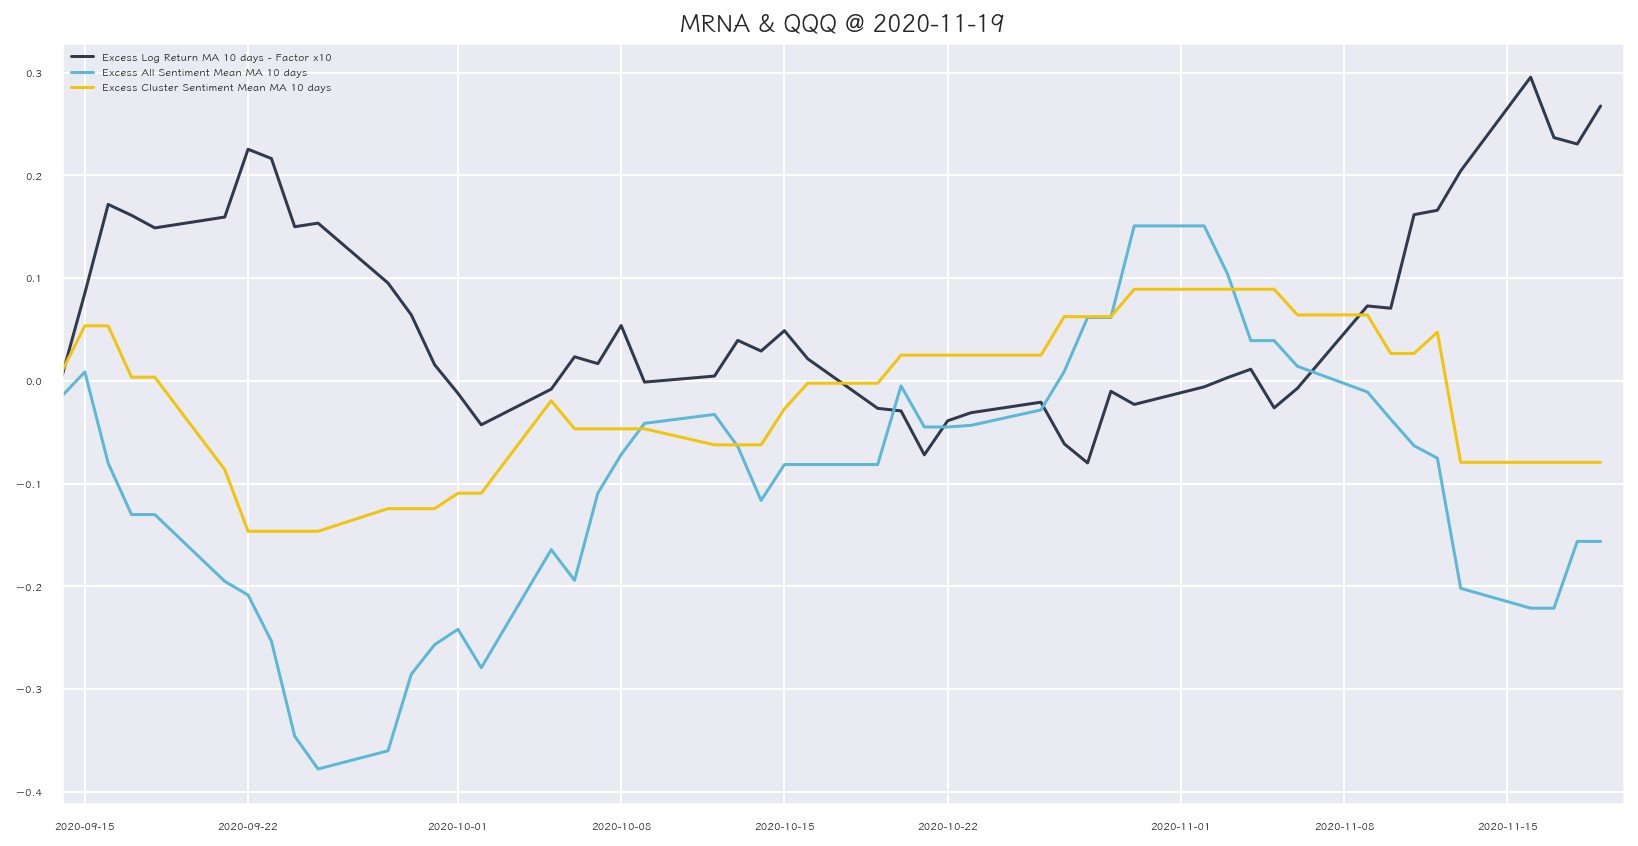 MRNA & QQQ @ 2020-11-19
Excess Log Return MA 10 days - Factor x10
Excess All Sentiment Mean MA 10 days
Excess Cluster Sentiment Mean MA 10 days
0.3
0.2
0.1
0.0
−0.1
−0.2
−0.3
−0.4
2020-09-15 2020-09-22 2020-10-01 2020-10-08 2020-10-15 2020-10-22 2020-11-01 2020-11-08 2020-11-15